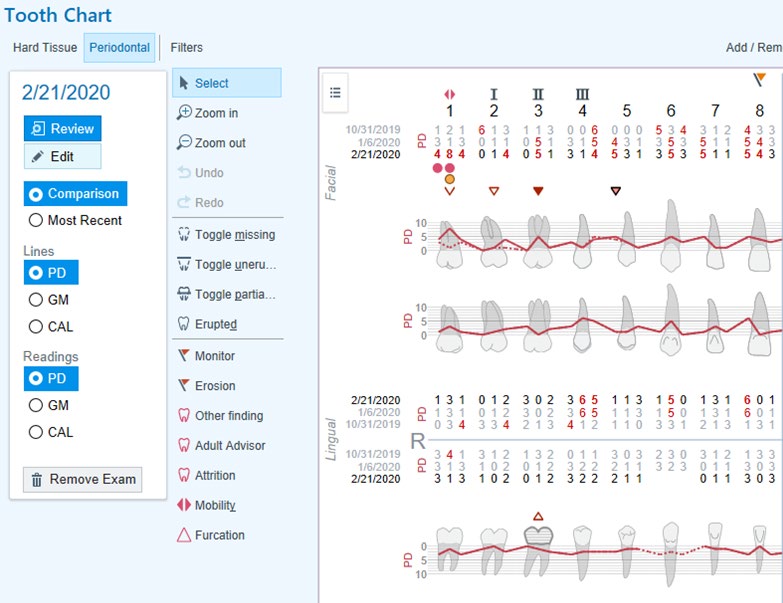 Tooth Chart
Hard Tissue Periodontal Filters Add / Rem
2/21/2020
Review
Edit
Comparison
Most Recent
Lines
PD
GM
CAL
Readings
PD
GM
CAL
Remove Exam
Select
Zoom in
Zoom out
Undo
Redo
Toggle missing
Toggle uneru...
Toggle partia...
Erupted
Monitor
Erosion
Other finding
Adult Advisor
Attrition
Mobility
Furcation
I II III
1 2 3 4 5 6 7 8
Facial
PD
10/31/2019 1 2 1 6 1 3 1 1 3 0 0 6 0 0 0 5 3 4 3 1 3 4 3 3
1/6/2020 3 1 3 0 1 1 0 5 1 3 1 4 5 3 1 3 5 3 5 1 1 5 4 3
2/21/2020 4 8 4 0 1 4 0 5 1 3 1 4 5 4 3 1 3 5 3 5 1 1 5 4 3
PD
10
5
0
PD
10
5
0
Lingual
PD
2/21/2020 1 3 1 0 1 2 3 0 2 3 6 5 1 1 3 1 5 0 1 3 1 6 0 1
1/6/2020 1 3 1 0 1 2 3 0 2 3 6 5 1 1 3 1 5 0 1 3 1 6 0 1
10/31/2019 0 3 4 3 3 4 2 3 3 4 1 2 1 1 3 2 3 3 2 3 1 1 3 3
R
PD
10/31/2019 3 4 1 3 1 3 3 2 3 3 1 3 2 3 2 3 1 2 2 1 3 1 3 3
1/6/2020 3 1 3 1 0 2 0 1 3 3 2 2 2 1 1 3 2 3 0 1 1 0 3 3
2/21/2020 3 1 3 1 0 2 0 1 3 3 2 2 2 1 1 0 1 1 0 3 3
PD
0
5
10